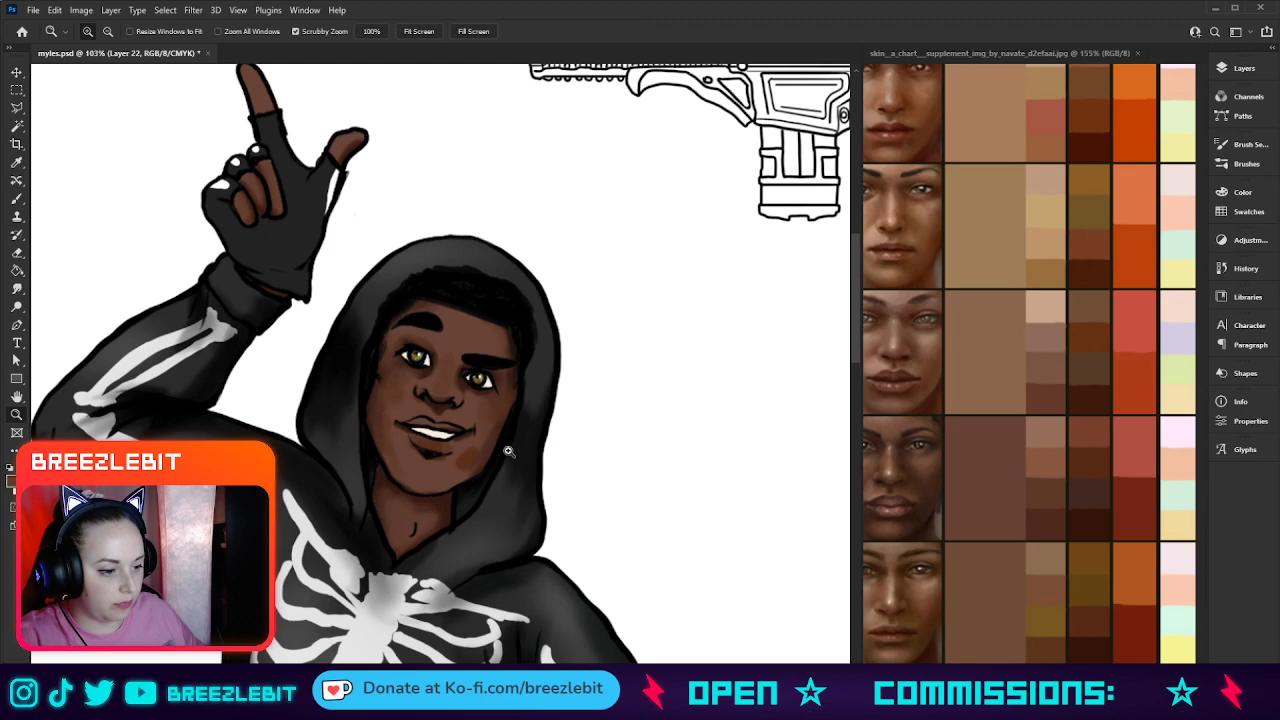 Ps File Edit Image Layer Type Select Filter 3D View Plugins Window Help
Resize Windows to Fit Zoom All Windows Scrubby Zoom 100% Fit Screen Fill Screen
myles.psd @ 103% (Layer 22, RGB/8/CMYK) * ×
skin__a_chart__supplement_img_by_navate_d2efaai.jpg @ 155% (RGB/8) ×
Layers
Channels
Paths
Brush Se...
Brushes
Color
Swatches
Adjustm...
History
Libraries
Character
Paragraph
Shapes
Info
Properties
Glyphs
BREEZLEBIT
BREEZLEBIT
Donate at Ko-fi.com/breezlebit
OPEN
COMMISSIONS: